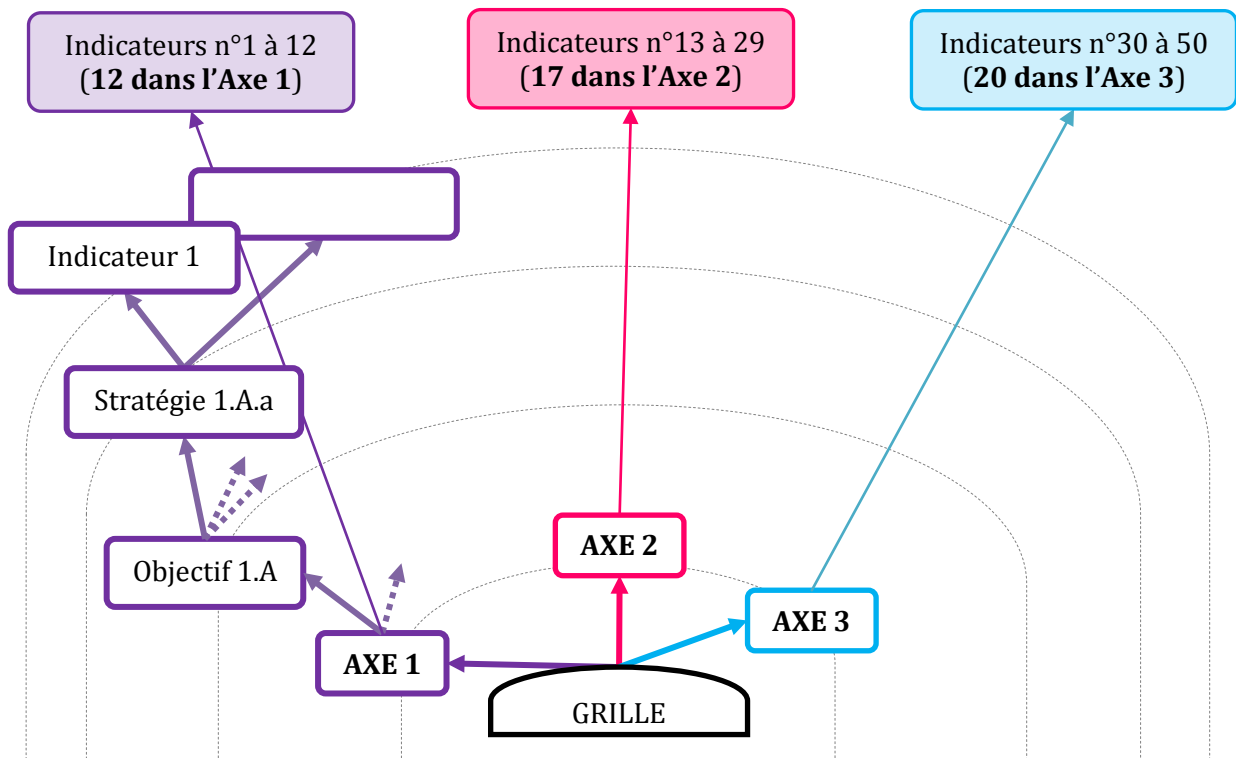 Indicateurs n°1 à 12
(12 dans l'Axe 1)
Indicateurs n°13 à 29
(17 dans l'Axe 2)
Indicateurs n°30 à 50
(20 dans l'Axe 3)
Indicateur 1
Stratégie 1.A.a
Objectif 1.A
AXE 2
AXE 3
AXE 1
GRILLE